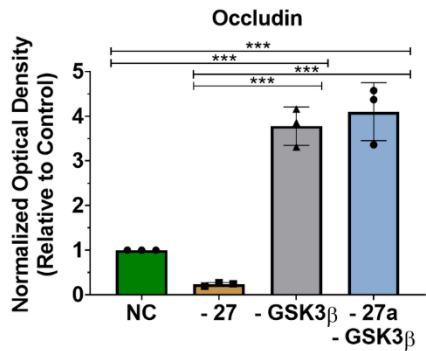 Occludin
***
***
***
***
Normalized Optical Density
(Relative to Control)
5
4
3
2
1
0
NC
- 27
- GSK3β
- 27a
- GSK3β